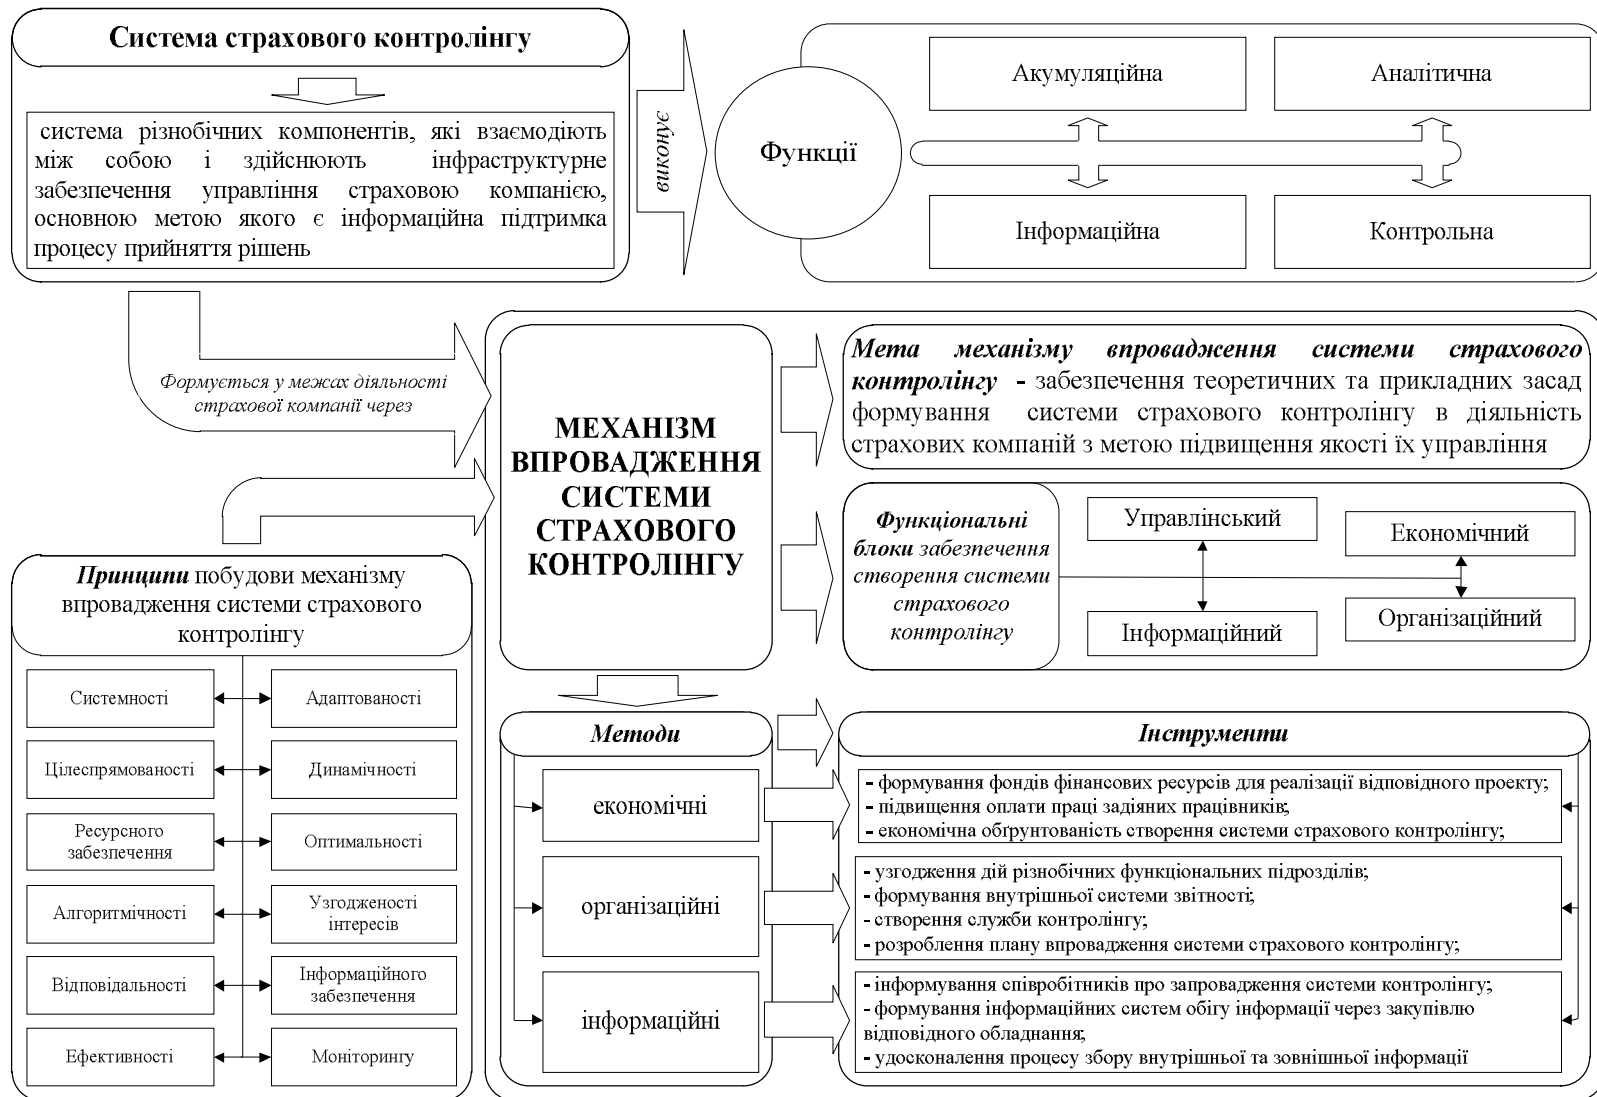 Система страхового контролінгу
система різнобічних компонентів, які взаємодіють
між собою і здійснюють інфраструктурне
забезпечення управління страховою компанією,
основною метою якого є інформаційна підтримка
процесу прийняття рішень
виконує
Функції
Акумуляційна
Аналітична
Інформаційна
Контрольна
Формується у межах діяльності
страхової компанії через
МЕХАНІЗМ
ВПРОВАДЖЕННЯ
СИСТЕМИ
СТРАХОВОГО
КОНТРОЛІНГУ
Мета механізму впровадження системи страхового
контролінгу - забезпечення теоретичних та прикладних засад
формування системи страхового контролінгу в діяльність
страхових компаній з метою підвищення якості їх управління
Функціональні
блоки забезпечення
створення системи
страхового
контролінгу
Управлінський
Економічний
Інформаційний
Організаційний
Принципи побудови механізму
впровадження системи страхового
контролінгу
Системності
Адаптованості
Цілеспрямованості
Динамічності
Ресурсного
забезпечення
Оптимальності
Алгоритмічності
Узгодженості
інтересів
Відповідальності
Інформаційного
забезпечення
Ефективності
Моніторингу
Методи
економічні
організаційні
інформаційні
Інструменти
- формування фондів фінансових ресурсів для реалізації відповідного проекту;
- підвищення оплати праці задіяних працівників;
- економічна обґрунтованість створення системи страхового контролінгу;
- узгодження дій різнобічних функціональних підрозділів;
- формування внутрішньої системи звітності;
- створення служби контролінгу;
- розроблення плану впровадження системи страхового контролінгу;
- інформування співробітників про запровадження системи контролінгу;
- формування інформаційних систем обігу інформації через закупівлю
відповідного обладнання;
- удосконалення процесу збору внутрішньої та зовнішньої інформації